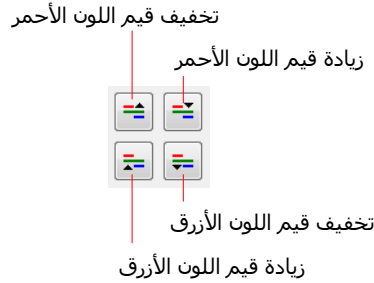 تخفيف قيم اللون الأحمر
زيادة قيم اللون الأحمر
تخفيف قيم اللون الأزرق
زيادة قيم اللون الأزرق